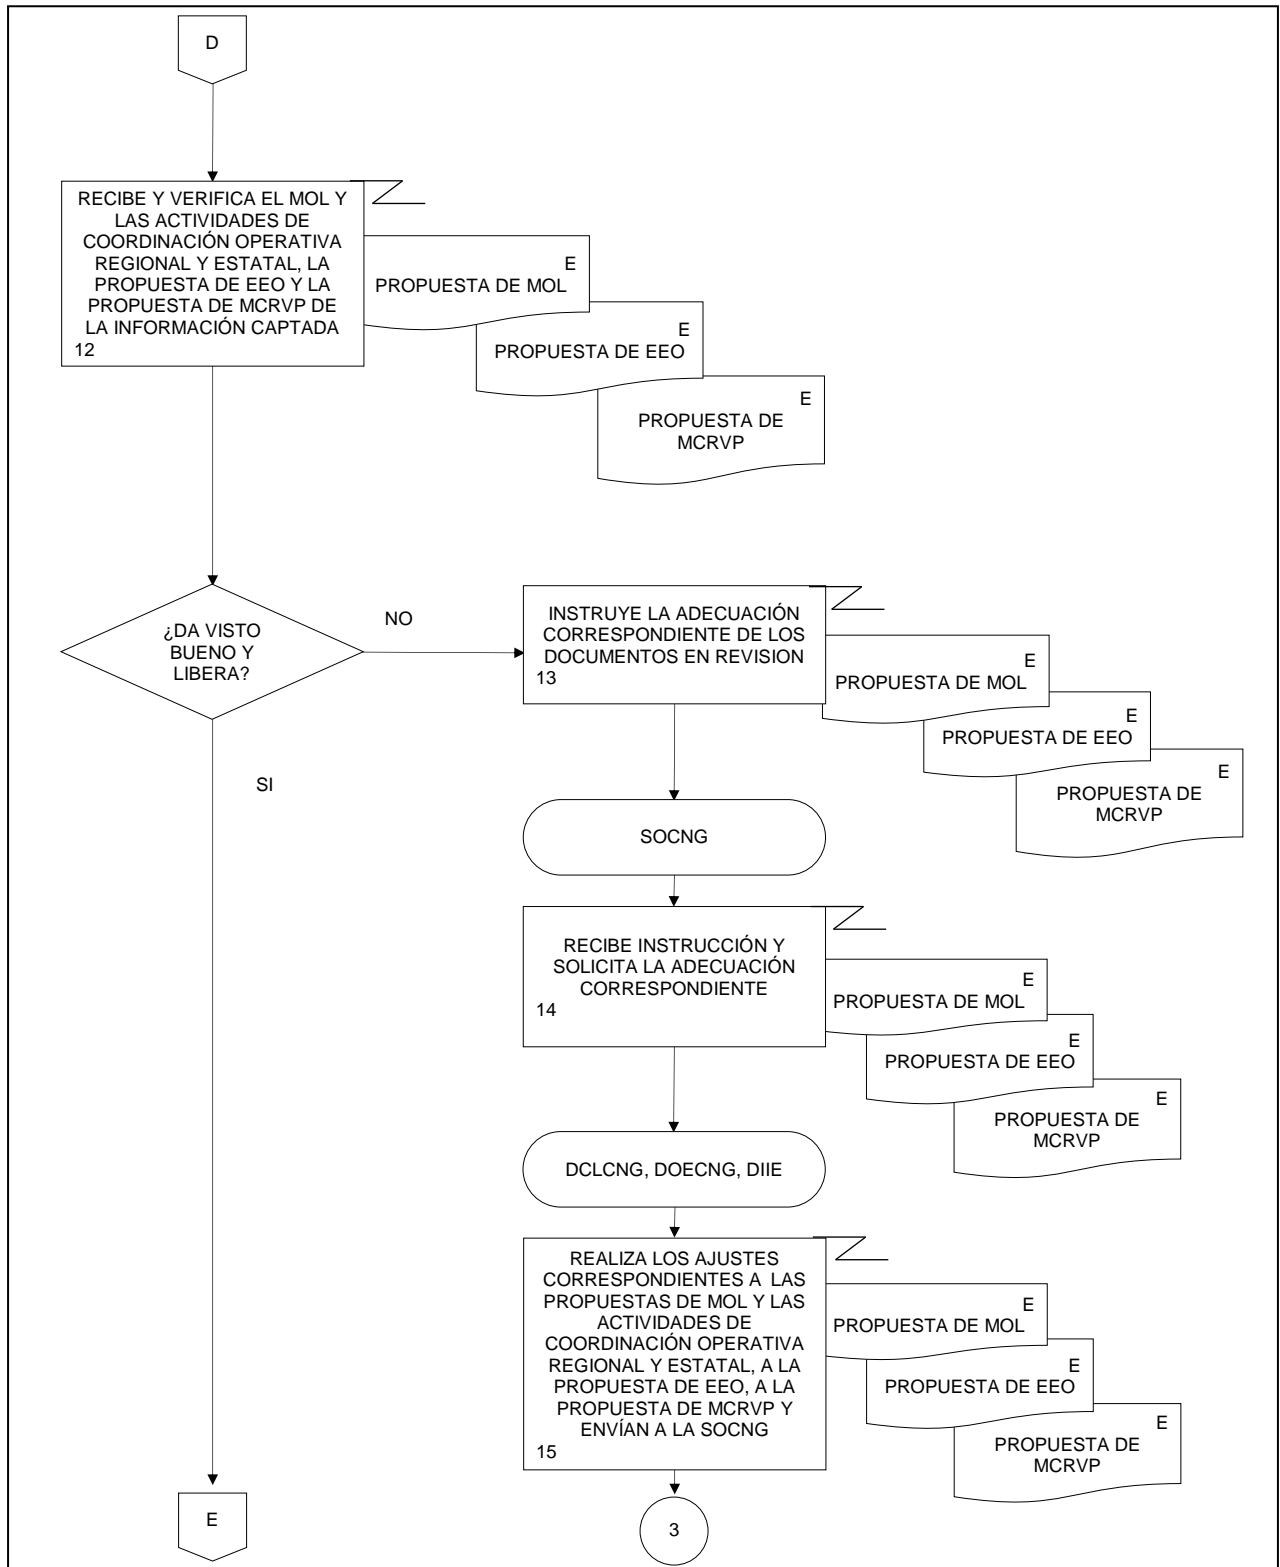 D
RECIBE Y VERIFICA EL MOL Y
LAS ACTIVIDADES DE
COORDINACIÓN OPERATIVA
REGIONAL Y ESTATAL, LA
PROPUESTA DE EEO Y LA
PROPUESTA DE MCRVP DE
LA INFORMACIÓN CAPTADA
12
E
PROPUESTA DE MOL
E
PROPUESTA DE EEO
E
PROPUESTA DE
MCRVP
¿DA VISTO
BUENO Y
LIBERA?
NO
SI
INSTRUYE LA ADECUACIÓN
CORRESPONDIENTE DE LOS
DOCUMENTOS EN REVISION
13
E
PROPUESTA DE MOL
E
PROPUESTA DE EEO
E
PROPUESTA DE
MCRVP
SOCNG
RECIBE INSTRUCCIÓN Y
SOLICITA LA ADECUACIÓN
CORRESPONDIENTE
14
E
PROPUESTA DE MOL
E
PROPUESTA DE EEO
E
PROPUESTA DE
MCRVP
DCLCNG, DOECNG, DIIE
REALIZA LOS AJUSTES
CORRESPONDIENTES A LAS
PROPUESTAS DE MOL Y LAS
ACTIVIDADES DE
COORDINACIÓN OPERATIVA
REGIONAL Y ESTATAL, A LA
PROPUESTA DE EEO, A LA
PROPUESTA DE MCRVP Y
ENVÍAN A LA SOCNG
15
E
PROPUESTA DE MOL
E
PROPUESTA DE EEO
E
PROPUESTA DE
MCRVP
E
3